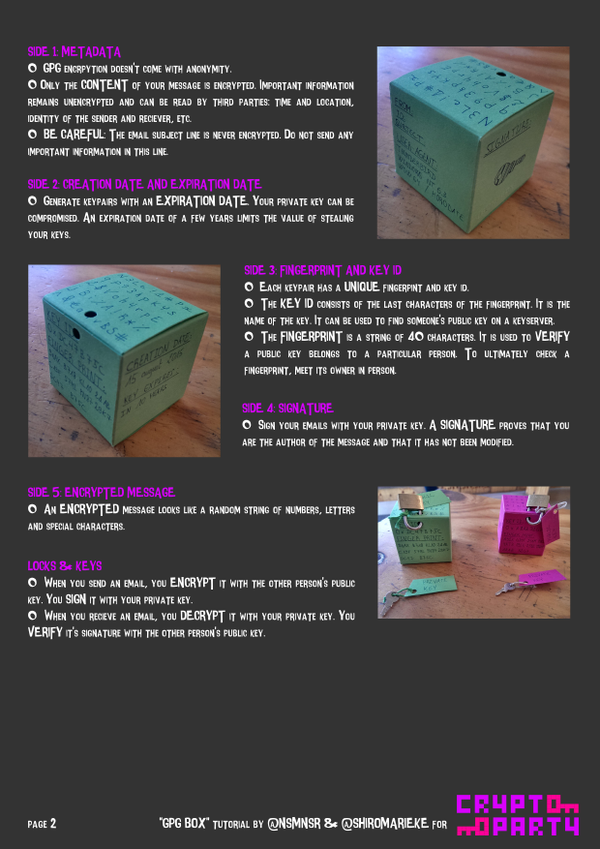 SIDE 1: METADATA
GPG encrpytion doesn't come with anonymity.
Only the CONTENT of your message is encrypted. Important information
remains unencrypted and can be read by third parties: time and location,
identity of the sender and reciever, etc.
BE CAREFUL: The email subject line is never encrypted. Do not send any
important information in this line.
SIDE 2: CREATION DATE AND EXPIRATION DATE
Generate keypairs with an EXPIRATION DATE. Your private key can be
compromised. An expiration date of a few years limits the value of stealing
your keys.
SIGNATURE
SIDE 3: FINGERPRINT AND KEY ID
Each keypair has a UNIQUE fingerpint and key id.
The KEY ID consists of the last characters of the fingerprint. It is the
name of the key. It can be used to find someone's public key on a keyserver.
The FINGERPRINT is a string of 40 characters. It is used to VERIFY
a public key belongs to a particular person. To ultimately check a
fingerprint, meet its owner in person.
CREATION DATE:
SIDE 4: SIGNATURE
Sign your emails with your private key. A SIGNATURE proves that you
are the author of the message and that it has not been modified.
SIDE 5: ENCRYPTED MESSAGE
An ENCRYPTED message looks like a random string of numbers, letters
and special characters.
LOCKS & KEYS
When you send an email, you ENCRYPT it with the other person's public
key. You SIGN it with your private key.
When you recieve an email, you DECRYPT it with your private key. You
VERIFY it's signature with the other person's public key.
PAGE 2
"GPG BOX" TUTORIAL BY @NSMNSR & @SHIROMARIEKE FOR
CRYPTO
PARTY